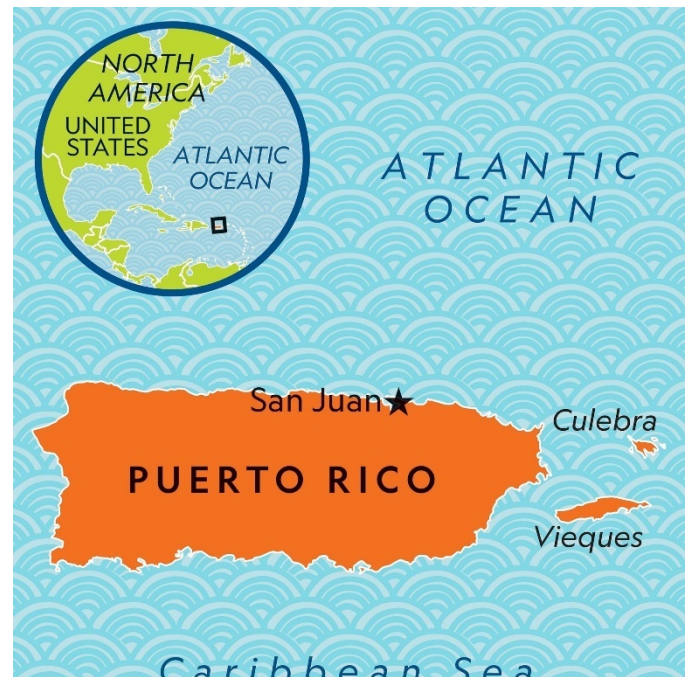 NORTH
AMERICA
UNITED
STATES
ATLANTIC
OCEAN
ATLANTIC
OCEAN
San Juan
Culebra
PUERTO RICO
Vieques
Caribbean Sea